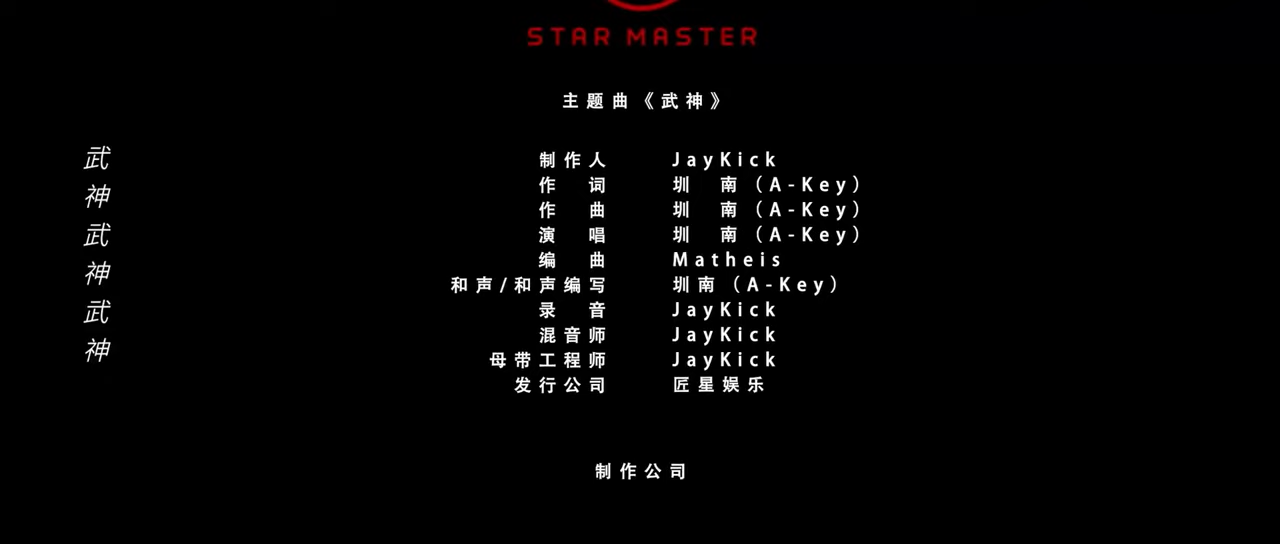 STAR MASTER
主题曲《武神》
武神武神武神
制作人 JayKick
作 词 圳 南（A-Key）
作 曲 圳 南（A-Key）
演 唱 圳 南（A-Key）
编 曲 Matheis
和声/和声编写 圳南（A-Key）
录 音 JayKick
混音师 JayKick
母带工程师 JayKick
发行公司 匠星娱乐
制作公司